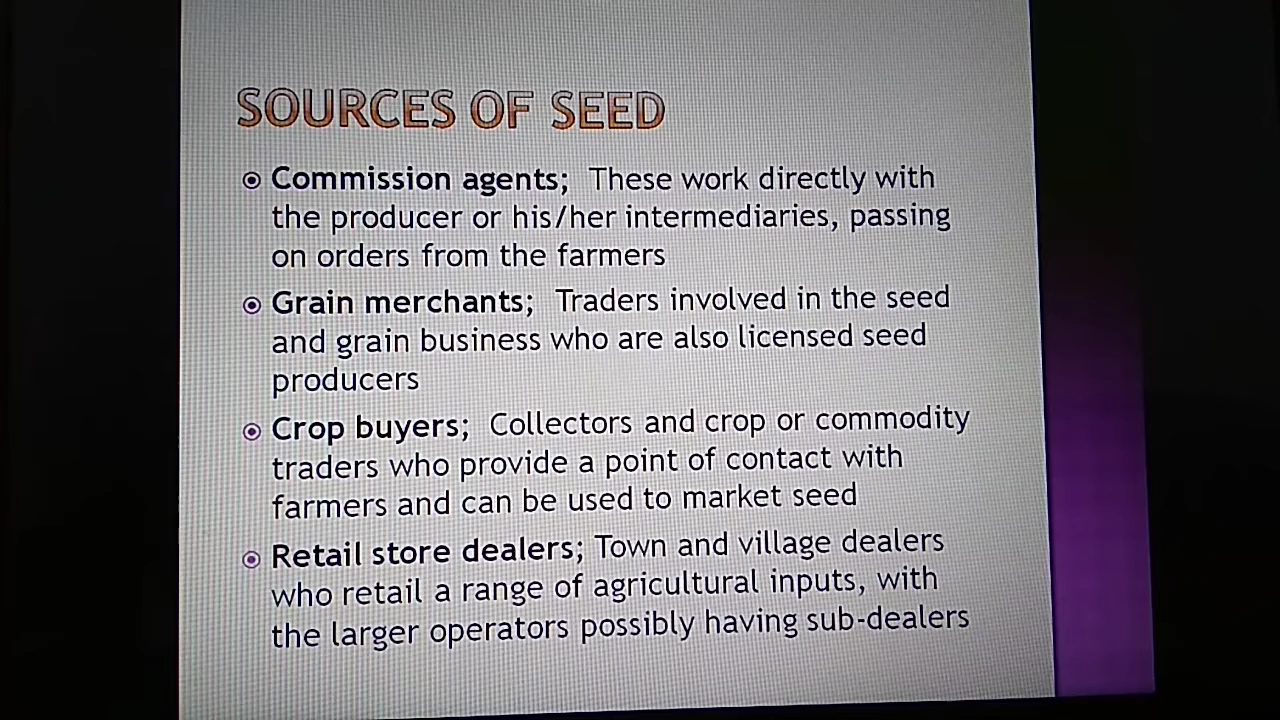 SOURCES OF SEED
Commission agents; These work directly with
the producer or his/her intermediaries, passing
on orders from the farmers
Grain merchants; Traders involved in the seed
and grain business who are also licensed seed
producers
Crop buyers; Collectors and crop or commodity
traders who provide a point of contact with
farmers and can be used to market seed
Retail store dealers; Town and village dealers
who retail a range of agricultural inputs, with
the larger operators possibly having sub-dealers